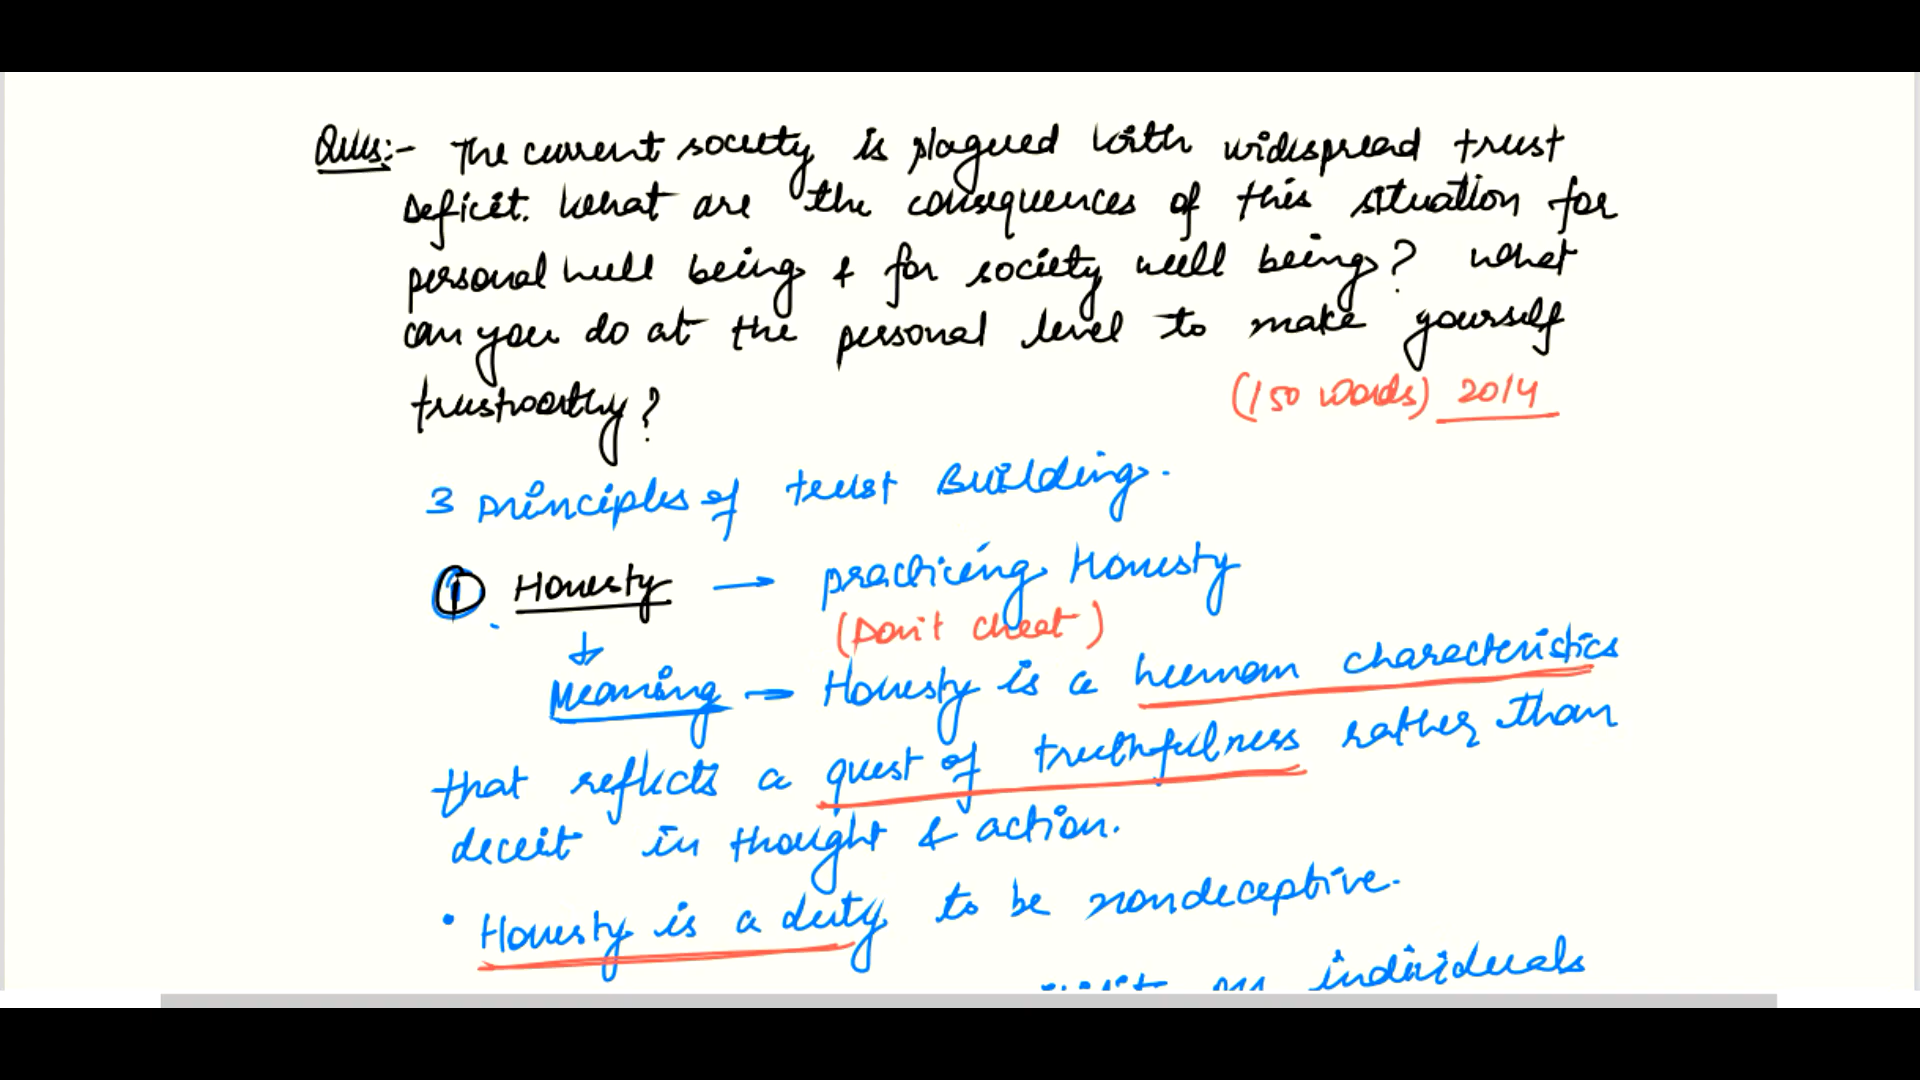 Ques:- The current society is plagued with widespread trust
Deficit. What are the consequences of this situation for
personal well being & for society well being? What
can you do at the personal level to make yourself
trustworthy?
(150 words) 2014
3 principles of trust Building.
① Honesty → practicing Honesty
(Don't cheat)
Meaning → Honesty is a human characteristics
that reflects a quest of truthfulness rather than
deceit in thought & action.
• Honesty is a duty to be nondeceptive.
individuals